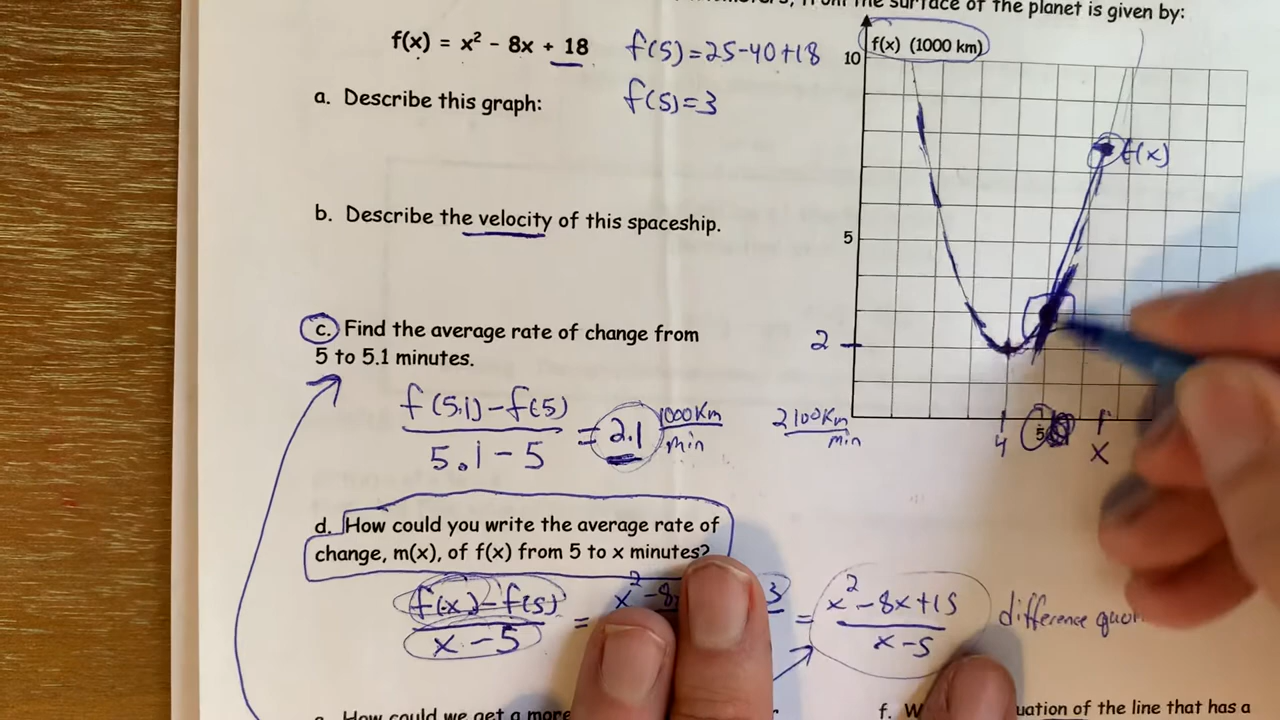 the surface of the planet is given by:
f(x) = x² - 8x + 18
f(5)=25-40+18
f(x) (1000 km)
10
a. Describe this graph:
f(5)=3
f(x)
b. Describe the velocity of this spaceship.
5
c. Find the average rate of change from
5 to 5.1 minutes.
2
f(5.1)-f(5)
5.1-5
= 2.1 1000Km
min
2100Km
min
4
5
x
d. How could you write the average rate of
change, m(x), of f(x) from 5 to x minutes?
f(x)-f(5)
x-5
= x²-8x
3
= x²-8x+15
x-5
difference
How could we get a more
f.
of the line that has a